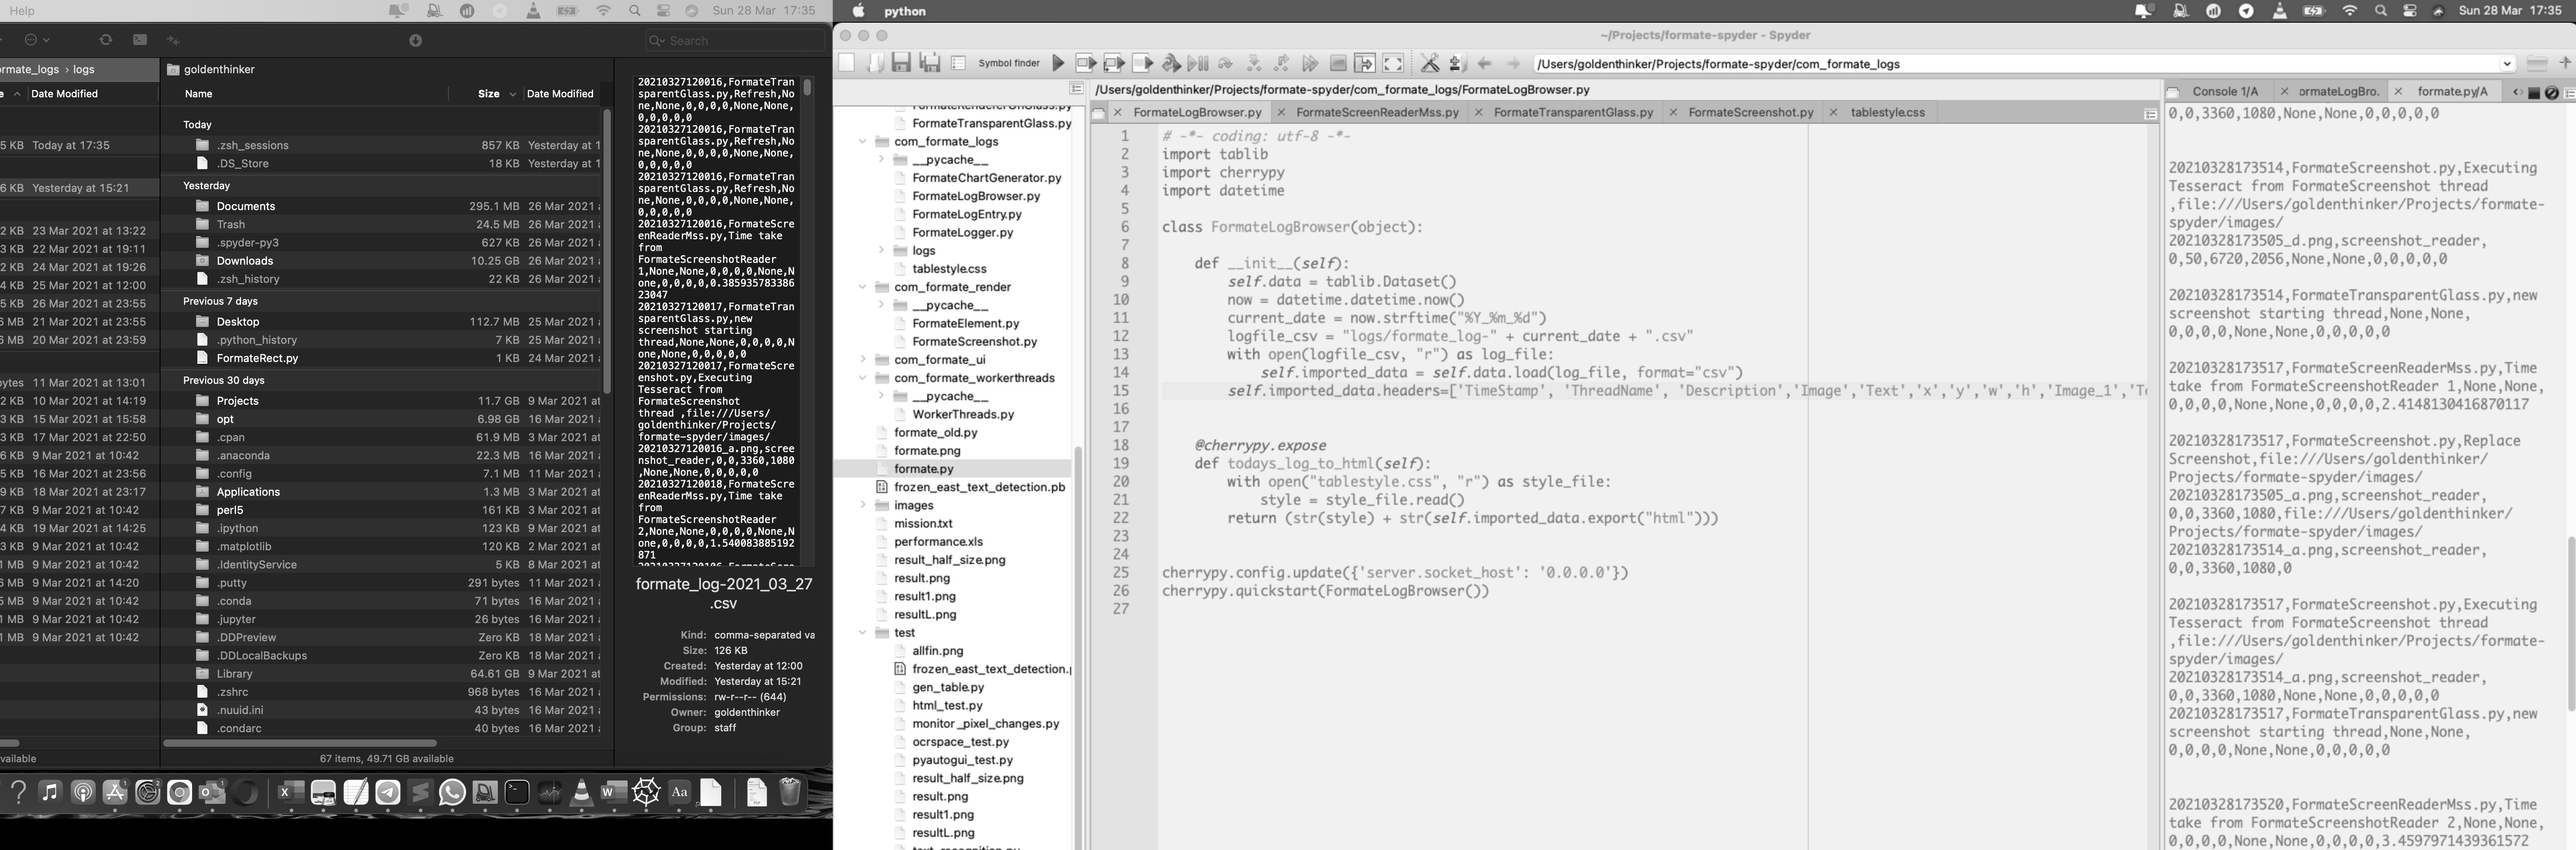 Help
Sun 28 Mar 17:35
Search
rmate_logs › logs
goldenthinker
Date Modified
Name
Size
Date Modified
5 KB Today at 17:35
6 KB Yesterday at 15:21
2 KB 23 Mar 2021 at 13:22
3 KB 22 Mar 2021 at 19:11
2 KB 24 Mar 2021 at 19:26
4 KB 25 Mar 2021 at 12:00
5 KB 26 Mar 2021 at 23:55
6 MB 21 Mar 2021 at 23:55
2 MB 20 Mar 2021 at 23:59
bytes 11 Mar 2021 at 13:01
2 KB 10 Mar 2021 at 14:19
3 KB 15 Mar 2021 at 15:58
3 KB 17 Mar 2021 at 22:50
6 KB 9 Mar 2021 at 10:42
5 KB 16 Mar 2021 at 23:56
9 KB 18 Mar 2021 at 23:17
7 KB 9 Mar 2021 at 10:42
4 KB 19 Mar 2021 at 14:25
3 KB 9 Mar 2021 at 10:42
1 MB 9 Mar 2021 at 10:42
6 MB 9 Mar 2021 at 14:20
5 MB 9 Mar 2021 at 10:42
1 MB 9 Mar 2021 at 10:42
3 MB 9 Mar 2021 at 10:42
1 MB 9 Mar 2021 at 10:42
vailable
Today
.zsh_sessions 857 KB Yesterday at 1
.DS_Store 18 KB Yesterday at 1
Yesterday
Documents 295.1 MB 26 Mar 2021
Trash 24.5 MB 26 Mar 2021
.spyder-py3 627 KB 26 Mar 2021
Downloads 10.25 GB 26 Mar 2021
.zsh_history 22 KB 26 Mar 2021
Previous 7 days
Desktop 112.7 MB 25 Mar 2021
.python_history 7 KB 25 Mar 2021
FormateRect.py 1 KB 24 Mar 2021
Previous 30 days
Projects 11.7 GB 9 Mar 2021 at
opt 6.98 GB 16 Mar 2021
.cpan 61.9 MB 3 Mar 2021 at
.anaconda 22.3 MB 16 Mar 2021
.config 7.1 MB 11 Mar 2021
Applications 1.3 MB 3 Mar 2021 at
perl5 161 KB 3 Mar 2021 at
.ipython 123 KB 9 Mar 2021 at
.matplotlib 120 KB 2 Mar 2021 at
.IdentityService 5 KB 8 Mar 2021 at
.putty 291 bytes 11 Mar 2021
.conda 71 bytes 16 Mar 2021
.jupyter 26 bytes 16 Mar 2021
.DDPreview Zero KB 18 Mar 2021
.DDLocalBackups Zero KB 18 Mar 2021
Library 64.61 GB 9 Mar 2021 at
.zshrc 968 bytes 16 Mar 2021
.nuuid.ini 43 bytes 16 Mar 2021
.condarc 40 bytes 16 Mar 2021
67 items, 49.71 GB available
20210327120016,FormateTran
sparentGlass.py,Refresh,No
ne,None,0,0,0,0,None,None,
0,0,0,0,0
20210327120016,FormateTran
sparentGlass.py,Refresh,No
ne,None,0,0,0,0,None,None,
0,0,0,0,0
20210327120016,FormateTran
sparentGlass.py,Refresh,No
ne,None,0,0,0,0,None,None,
0,0,0,0,0
20210327120016,FormateScre
enReaderMss.py,Time take
from
FormateScreenshotReader
1,None,None,0,0,0,0,None,N
one,0,0,0,0,0.385935783386
23047
20210327120017,FormateTran
sparentGlass.py,new
screenshot starting
thread,None,None,0,0,0,0,N
one,None,0,0,0,0,0
20210327120017,FormateScre
enshot.py,Executing
Tesseract from
FormateScreenshot
thread ,file:///Users/
goldenthinker/Projects/
formate-spyder/images/
20210327120016_a.png,scree
nshot_reader,0,0,3360,1080
,None,None,0,0,0,0,0
20210327120018,FormateScre
enReaderMss.py,Time take
from
FormateScreenshotReader
2,None,None,0,0,0,0,None,N
one,0,0,0,0,1.540083885192
871
formate_log-2021_03_27
.csv
Kind: comma-separated va
Size: 126 KB
Created: Yesterday at 12:00
Modified: Yesterday at 15:21
Permissions: rw-r--r-- (644)
Owner: goldenthinker
Group: staff
python
Sun 28 Mar 17:35
~/Projects/formate-spyder - Spyder
Symbol finder
/Users/goldenthinker/Projects/formate-spyder/com_formate_logs
/Users/goldenthinker/Projects/formate-spyder/com_formate_logs/FormateLogBrowser.py
FormateTransparentGlass.py
com_formate_logs
__pycache__
FormateChartGenerator.py
FormateLogBrowser.py
FormateLogEntry.py
FormateLogger.py
logs
tablestyle.css
com_formate_render
__pycache__
FormateElement.py
FormateScreenshot.py
com_formate_ui
com_formate_workerthreads
__pycache__
WorkerThreads.py
formate_old.py
formate.png
formate.py
frozen_east_text_detection.pb
images
mission.txt
performance.xls
result_half_size.png
result.png
result1.png
resultL.png
test
allfin.png
frozen_east_text_detection.p
gen_table.py
html_test.py
monitor _pixel_changes.py
ocrspace_test.py
pyautogui_test.py
result_half_size.png
result.png
result1.png
resultL.png
FormateLogBrowser.py
FormateScreenReaderMss.py
FormateTransparentGlass.py
FormateScreenshot.py
tablestyle.css
1 # -*- coding: utf-8 -*-
2 import tablib
3 import cherrypy
4 import datetime
5
6 class FormateLogBrowser(object):
7
8 def __init__(self):
9 self.data = tablib.Dataset()
10 now = datetime.datetime.now()
11 current_date = now.strftime("%Y_%m_%d")
12 logfile_csv = "logs/formate_log-" + current_date + ".csv"
13 with open(logfile_csv, "r") as log_file:
14 self.imported_data = self.data.load(log_file, format="csv")
15 self.imported_data.headers=['TimeStamp', 'ThreadName', 'Description','Image','Text','x','y','w','h','Image_1','Te
16
17
18 @cherrypy.expose
19 def todays_log_to_html(self):
20 with open("tablestyle.css", "r") as style_file:
21 style = style_file.read()
22 return (str(style) + str(self.imported_data.export("html")))
23
24
25 cherrypy.config.update({'server.socket_host': '0.0.0.0'})
26 cherrypy.quickstart(FormateLogBrowser())
27
Console 1/A
ormateLogBro.
formate.py/A
0,0,3360,1080,None,None,0,0,0,0,0
20210328173514,FormateScreenshot.py,Executing
Tesseract from FormateScreenshot thread
,file:///Users/goldenthinker/Projects/formate-
spyder/images/
20210328173505_d.png,screenshot_reader,
0,50,6720,2056,None,None,0,0,0,0,0
20210328173514,FormateTransparentGlass.py,new
screenshot starting thread,None,None,
0,0,0,0,None,None,0,0,0,0,0
20210328173517,FormateScreenReaderMss.py,Time
take from FormateScreenshotReader 1,None,None,
0,0,0,0,None,None,0,0,0,0,2.4148130416870117
20210328173517,FormateScreenshot.py,Replace
Screenshot,file:///Users/goldenthinker/
Projects/formate-spyder/images/
20210328173505_a.png,screenshot_reader,
0,0,3360,1080,file:///Users/goldenthinker/
Projects/formate-spyder/images/
20210328173514_a.png,screenshot_reader,
0,0,3360,1080,0
20210328173517,FormateScreenshot.py,Executing
Tesseract from FormateScreenshot thread
,file:///Users/goldenthinker/Projects/formate-
spyder/images/
20210328173514_a.png,screenshot_reader,
0,0,3360,1080,None,None,0,0,0,0,0
20210328173517,FormateTransparentGlass.py,new
screenshot starting thread,None,None,
0,0,0,0,None,None,0,0,0,0,0
20210328173520,FormateScreenReaderMss.py,Time
take from FormateScreenshotReader 2,None,None,
0,0,0,0,None,None,0,0,0,0,3.4597971439361572